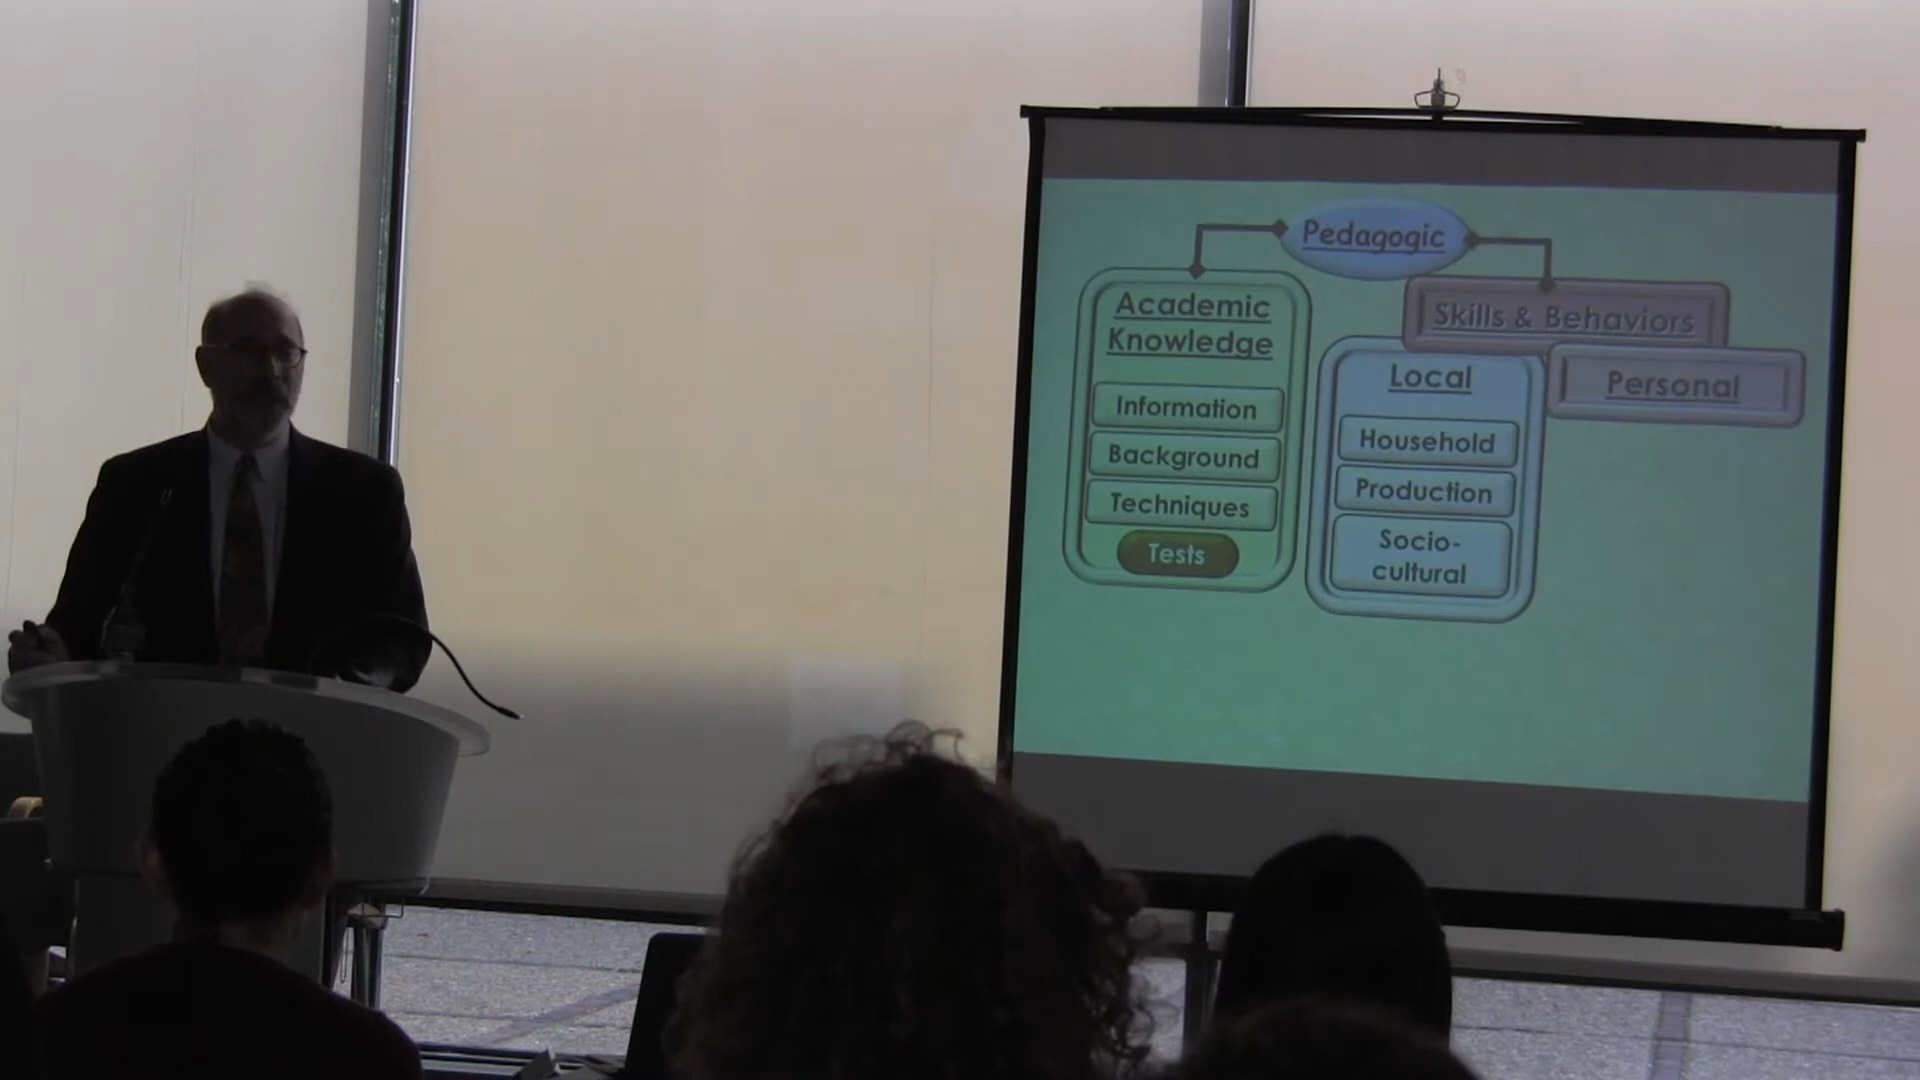 Pedagogic
Academic
Knowledge
Information
Background
Techniques
Tests
Skills & Behaviors
Local
Household
Production
Socio-
cultural
Personal